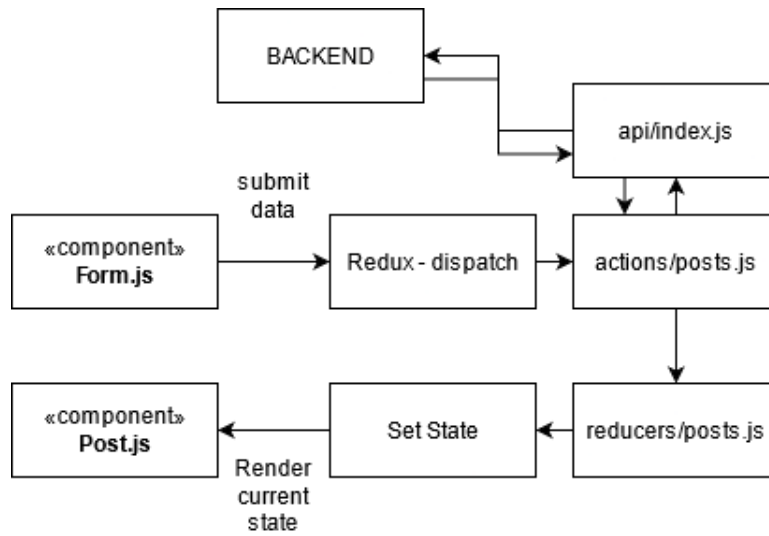 BACKEND
api/index.js
submit
data
«component»
Form.js
Redux - dispatch
actions/posts.js
«component»
Post.js
Set State
reducers/posts.js
Render
current
state